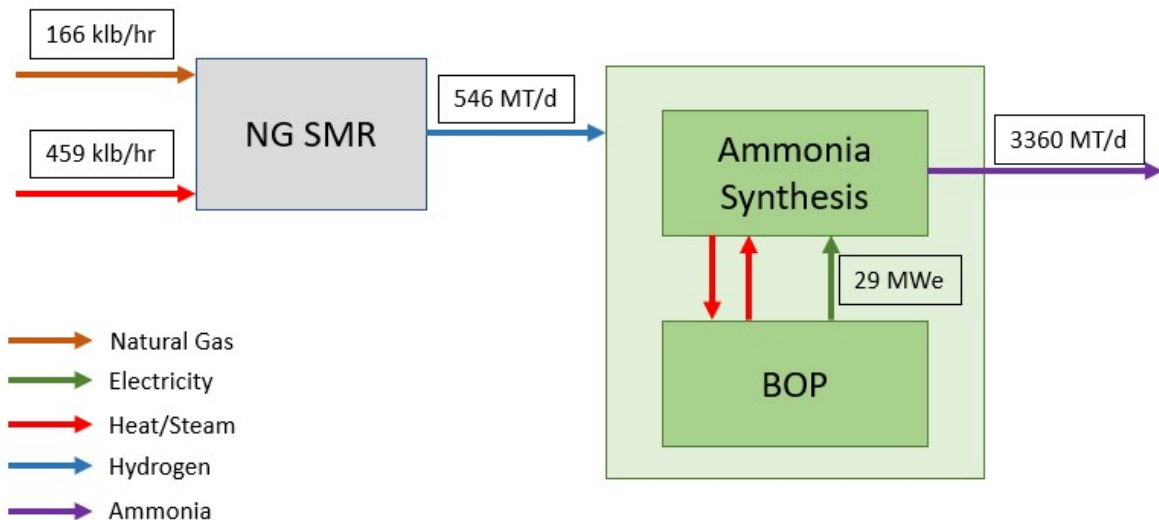 166 klb/hr
459 klb/hr
NG SMR
546 MT/d
Ammonia
Synthesis
3360 MT/d
29 MWe
BOP
Natural Gas
Electricity
Heat/Steam
Hydrogen
Ammonia